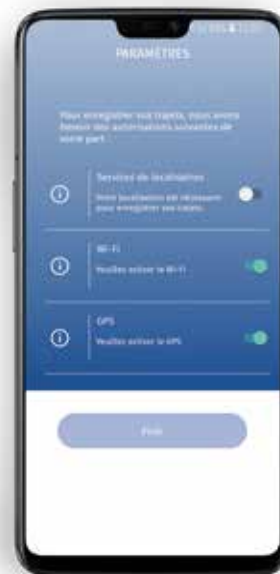 PARAMÈTRES
Pour enregistrer vos trajets, nous avons
besoin des autorisations suivantes de
votre part :
Services de localisation
Votre localisation est nécessaire
pour enregistrer vos trajets.
Wi-Fi
Veuillez activer le Wi-Fi
GPS
Veuillez activer le GPS